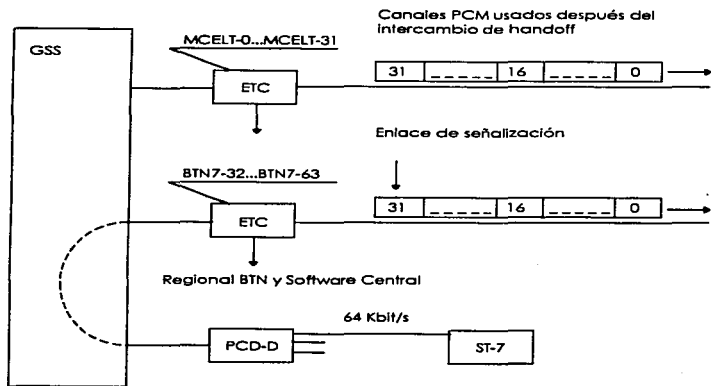 Canales PCM usados después del
intercambio de handoff
MCELT-0...MCELT-31
GSS
ETC
31 _ _ _ _ _ 16 _ _ _ _ _ 0
Enlace de señalización
BTN7-32...BTN7-63
ETC
31 _ _ _ _ _ 16 _ _ _ _ _ 0
Regional BTN y Software Central
64 Kbit/s
PCD-D
ST-7